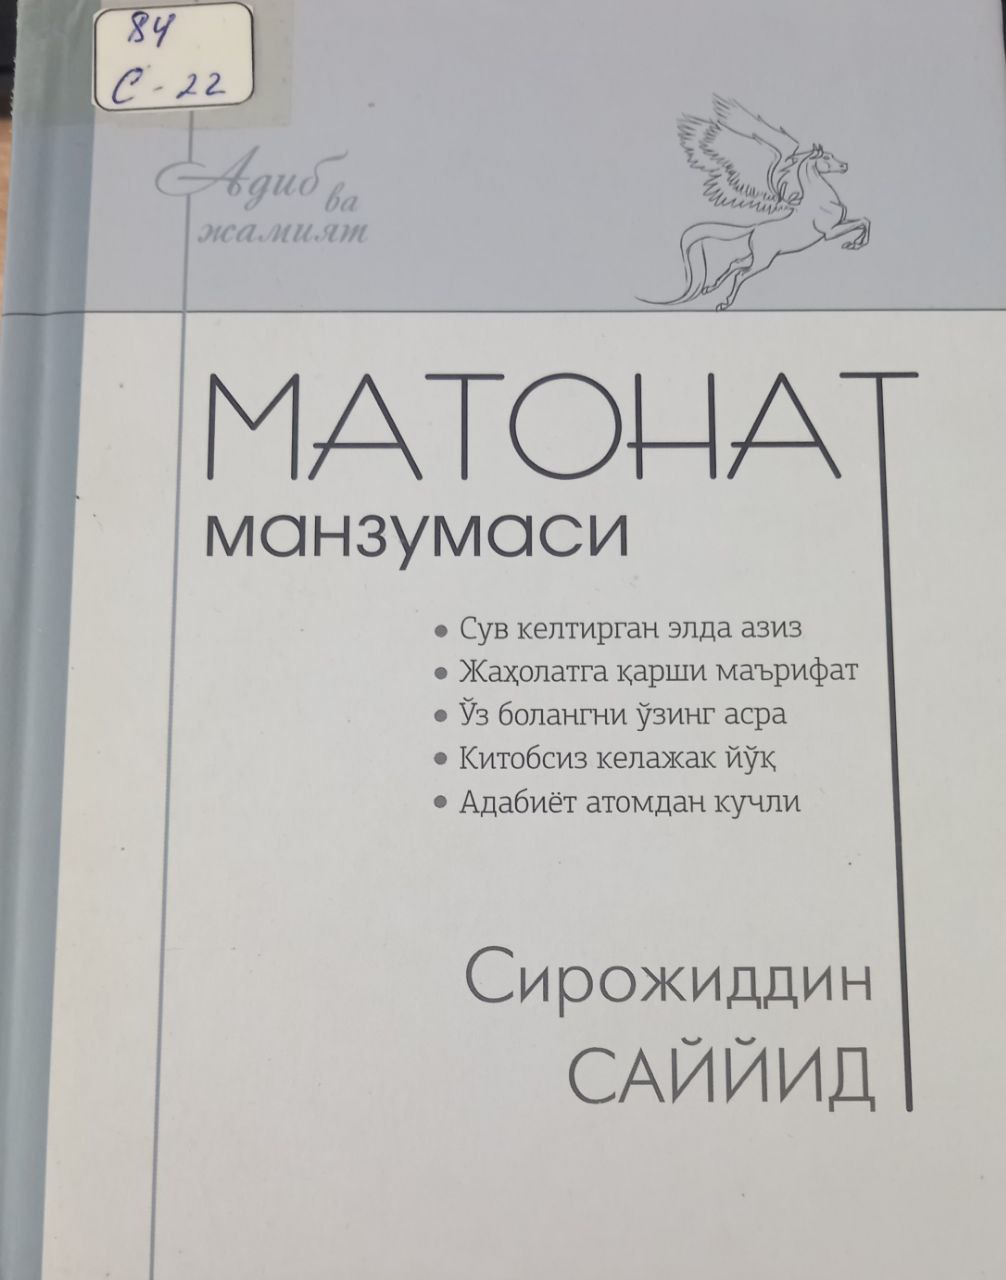 84
С-22
Адиб ва
жамият
МАТОНАТ
манзумаси
• Сув келтирган элда азиз
• Жаҳолатга қарши маърифат
• Ўз болангни ўзинг асра
• Китобсиз келажак йўқ
• Адабиёт атомдан кучли
Сирожиддин
САЙЙИД